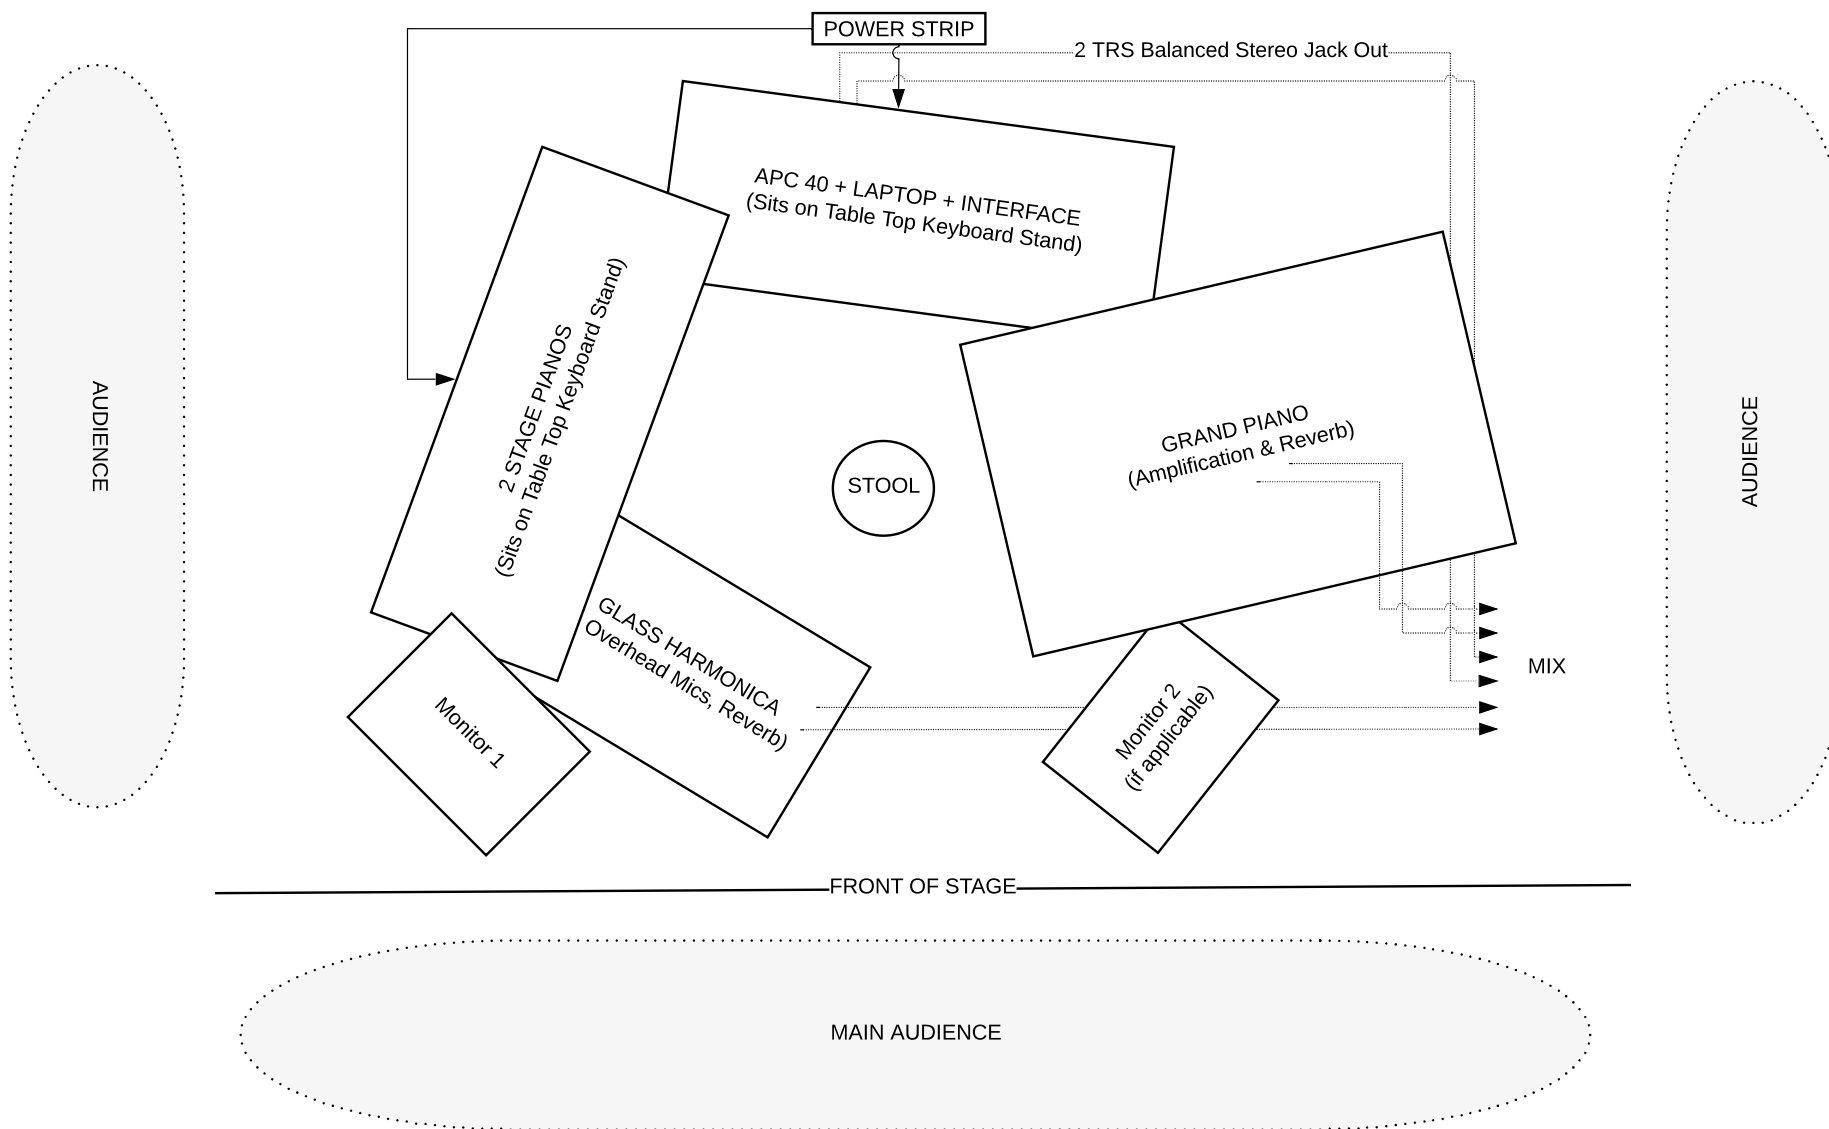 POWER STRIP
2 TRS Balanced Stereo Jack Out
APC 40 + LAPTOP + INTERFACE
(Sits on Table Top Keyboard Stand)
2 STAGE PIANOS
(Sits on Table Top Keyboard Stand)
AUDIENCE
STOOL
GRAND PIANO
(Amplification & Reverb)
AUDIENCE
GLASS HARMONICA
Overhead Mics, Reverb)
MIX
Monitor 1
Monitor 2
(if applicable)
FRONT OF STAGE
MAIN AUDIENCE